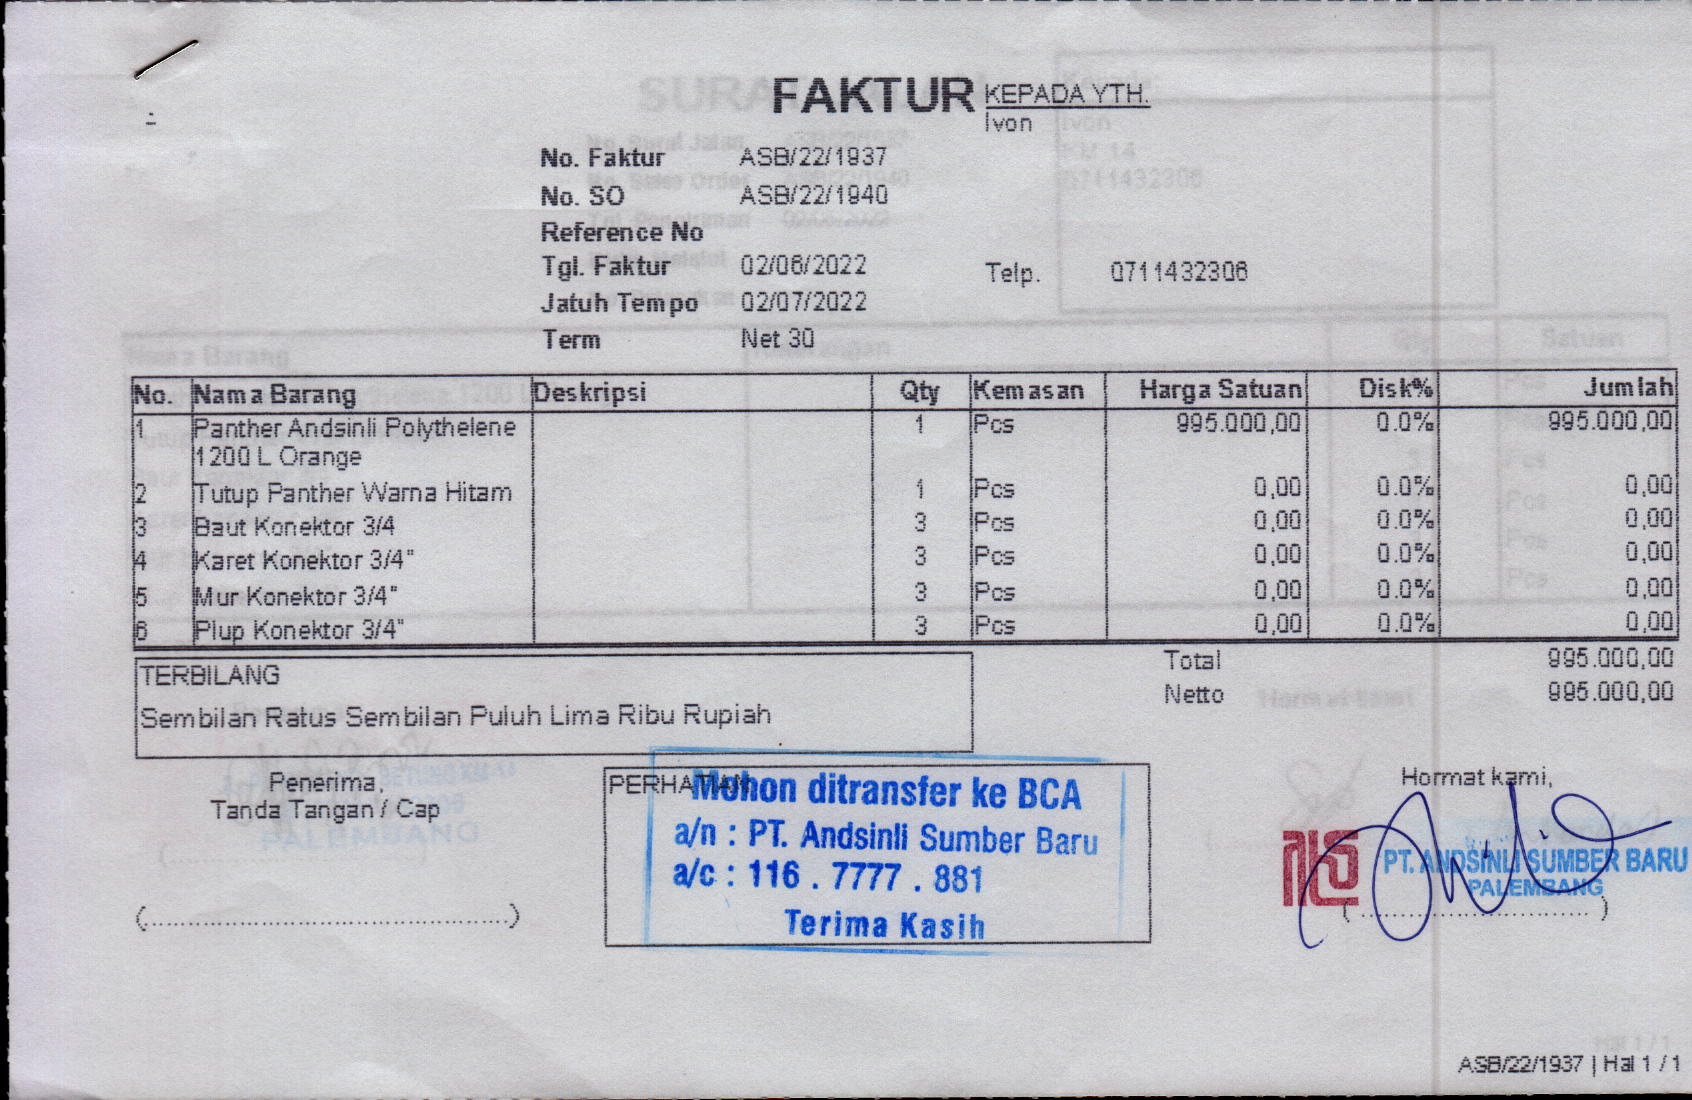 FAKTUR
KEPADA YTH.
Ivon
No. Faktur ASB/22/1937
No. SO ASB/22/1940
Reference No
Tgl. Faktur 02/06/2022
Telp. 0711432306
Jatuh Tempo 02/07/2022
Term Net 30
No. Nama Barang Deskripsi Qty Kemasan Harga Satuan Disk% Jumlah
1 Panther Andsinli Polythelene 1 Pcs 995.000,00 0.0% 995.000,00
1200 L Orange
2 Tutup Panther Warna Hitam 1 Pcs 0,00 0.0% 0,00
3 Baut Konektor 3/4 3 Pcs 0,00 0.0% 0,00
4 Karet Konektor 3/4" 3 Pcs 0,00 0.0% 0,00
5 Mur Konektor 3/4" 3 Pcs 0,00 0.0% 0,00
6 Plup Konektor 3/4" 3 Pcs 0,00 0.0% 0,00
Total 995.000,00
Netto 995.000,00
TERBILANG
Sembilan Ratus Sembilan Puluh Lima Ribu Rupiah
Penerima,
Tanda Tangan / Cap
(....................................)
PERHATIAN
Mohon ditransfer ke BCA
a/n : PT. Andsinli Sumber Baru
a/c : 116 . 7777 . 881
Terima Kasih
Hormat kami,
PT. ANDSINLI SUMBER BARU
PALEMBANG
(..............................)
ASB/22/1937 | Hal 1 / 1